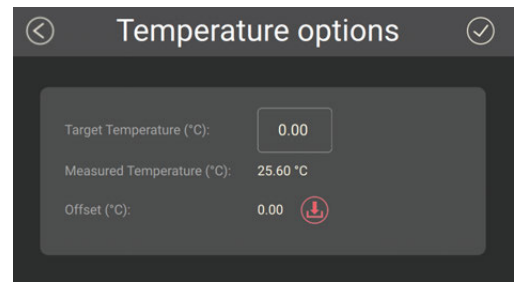 Temperature options
Target Temperature (°C): 0.00
Measured Temperature (°C): 25.60 °C
Offset (°C): 0.00